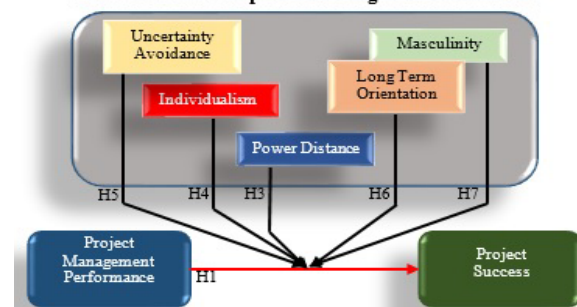 Uncertainty
Avoidance
Masculinity
Individualism
Long Term
Orientation
Power Distance
H5
H4
H3
H6
H7
Project
Management
Performance
H1
Project
Success